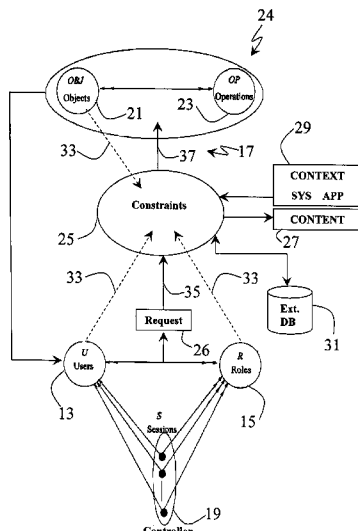 24
OBJ
Objects
OP
Operations
21
23
33
37
17
29
CONTEXT
SYS APP
Constraints
CONTENT
25
27
33
35
33
Ext.
DB
31
Request
26
U
Users
R
Roles
13
15
S
Sessions
19
Controller